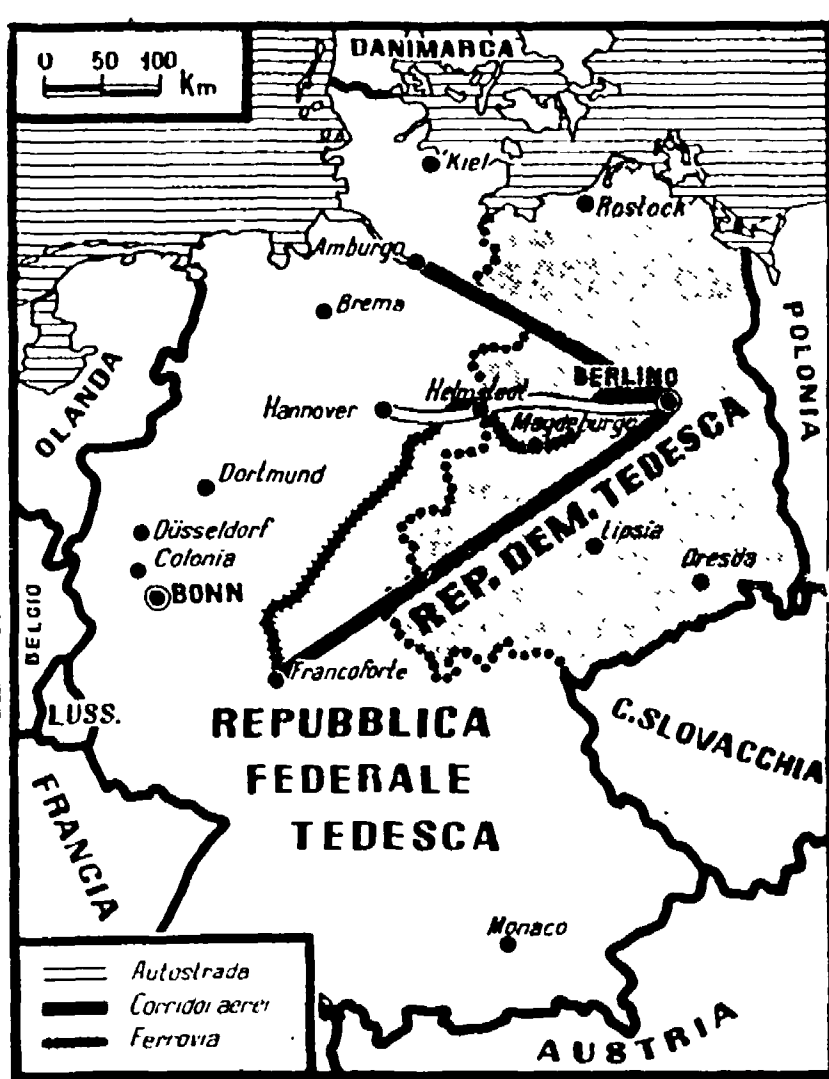 0 50 100
Km
DANIMARCA
Kiel
Rostock
Amburgo
Brema
POLONIA
OLANDA
BERLINO
Helmstedt
Hannover
Magdeburgo
Dortmund
REP. DEM. TEDESCA
Düsseldorf
Lipsia
Colonia
Dresda
BONN
BELGIO
Francoforte
LUSS.
REPUBBLICA
FEDERALE
TEDESCA
C. SLOVACCHIA
FRANCIA
Monaco
Autostrada
Corridoi aerei
Ferrovia
AUSTRIA